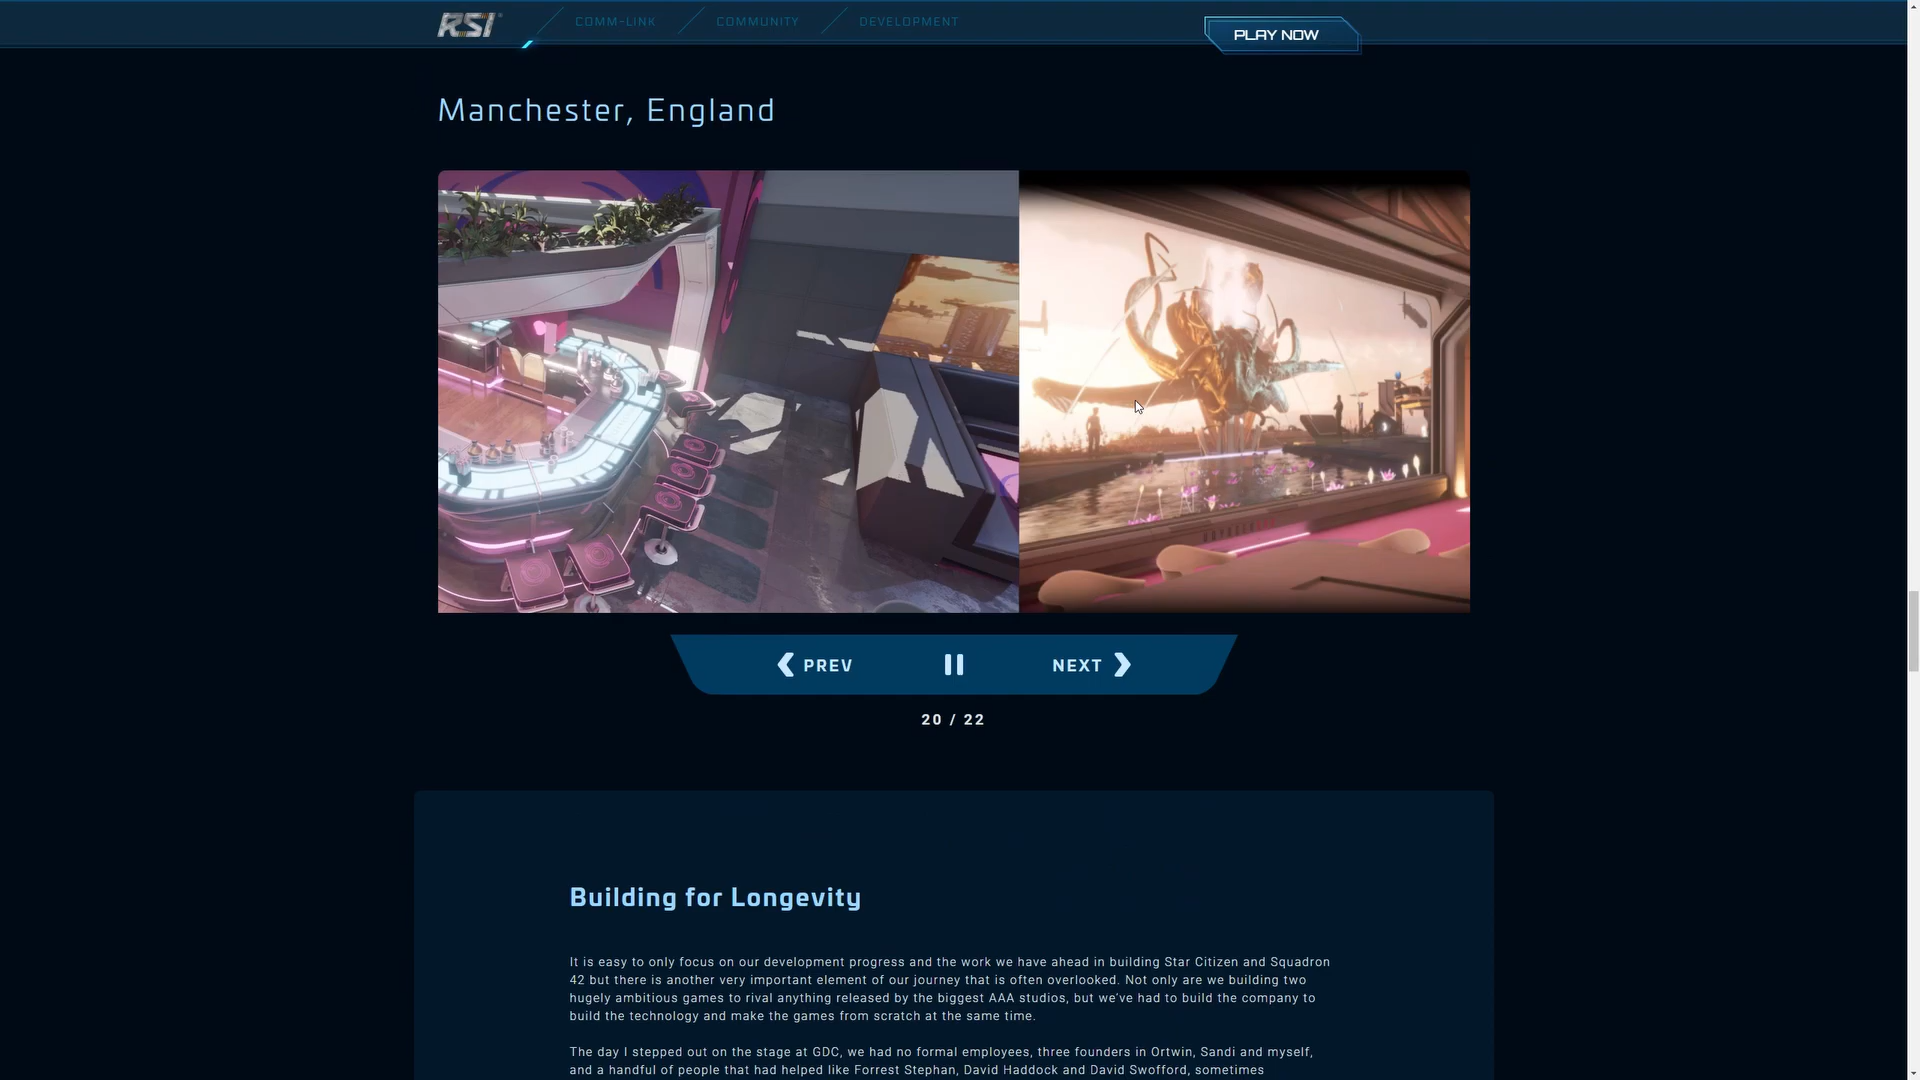 RSI
COMM-LINK
COMMUNITY
DEVELOPMENT
PLAY NOW
Manchester, England
PREV
NEXT
20 / 22
Building for Longevity
It is easy to only focus on our development progress and the work we have ahead in building Star Citizen and Squadron
42 but there is another very important element of our journey that is often overlooked. Not only are we building two
hugely ambitious games to rival anything released by the biggest AAA studios, but we've had to build the company to
build the technology and make the games from scratch at the same time.
The day I stepped out on the stage at GDC, we had no formal employees, three founders in Ortwin, Sandi and myself,
and a handful of people that had helped like Forrest Stephan, David Haddock and David Swofford, sometimes